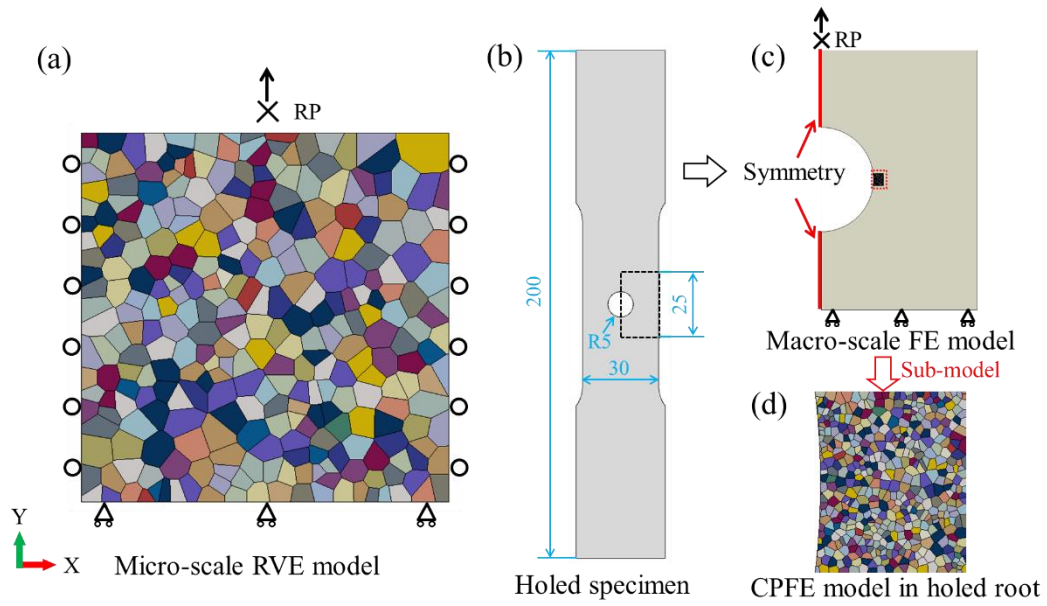 (a)
RP
Y
X
Micro-scale RVE model
(b)
200
R5
25
30
Holed specimen
(c)
RP
Symmetry
Macro-scale FE model
Sub-model
(d)
CPFE model in holed root